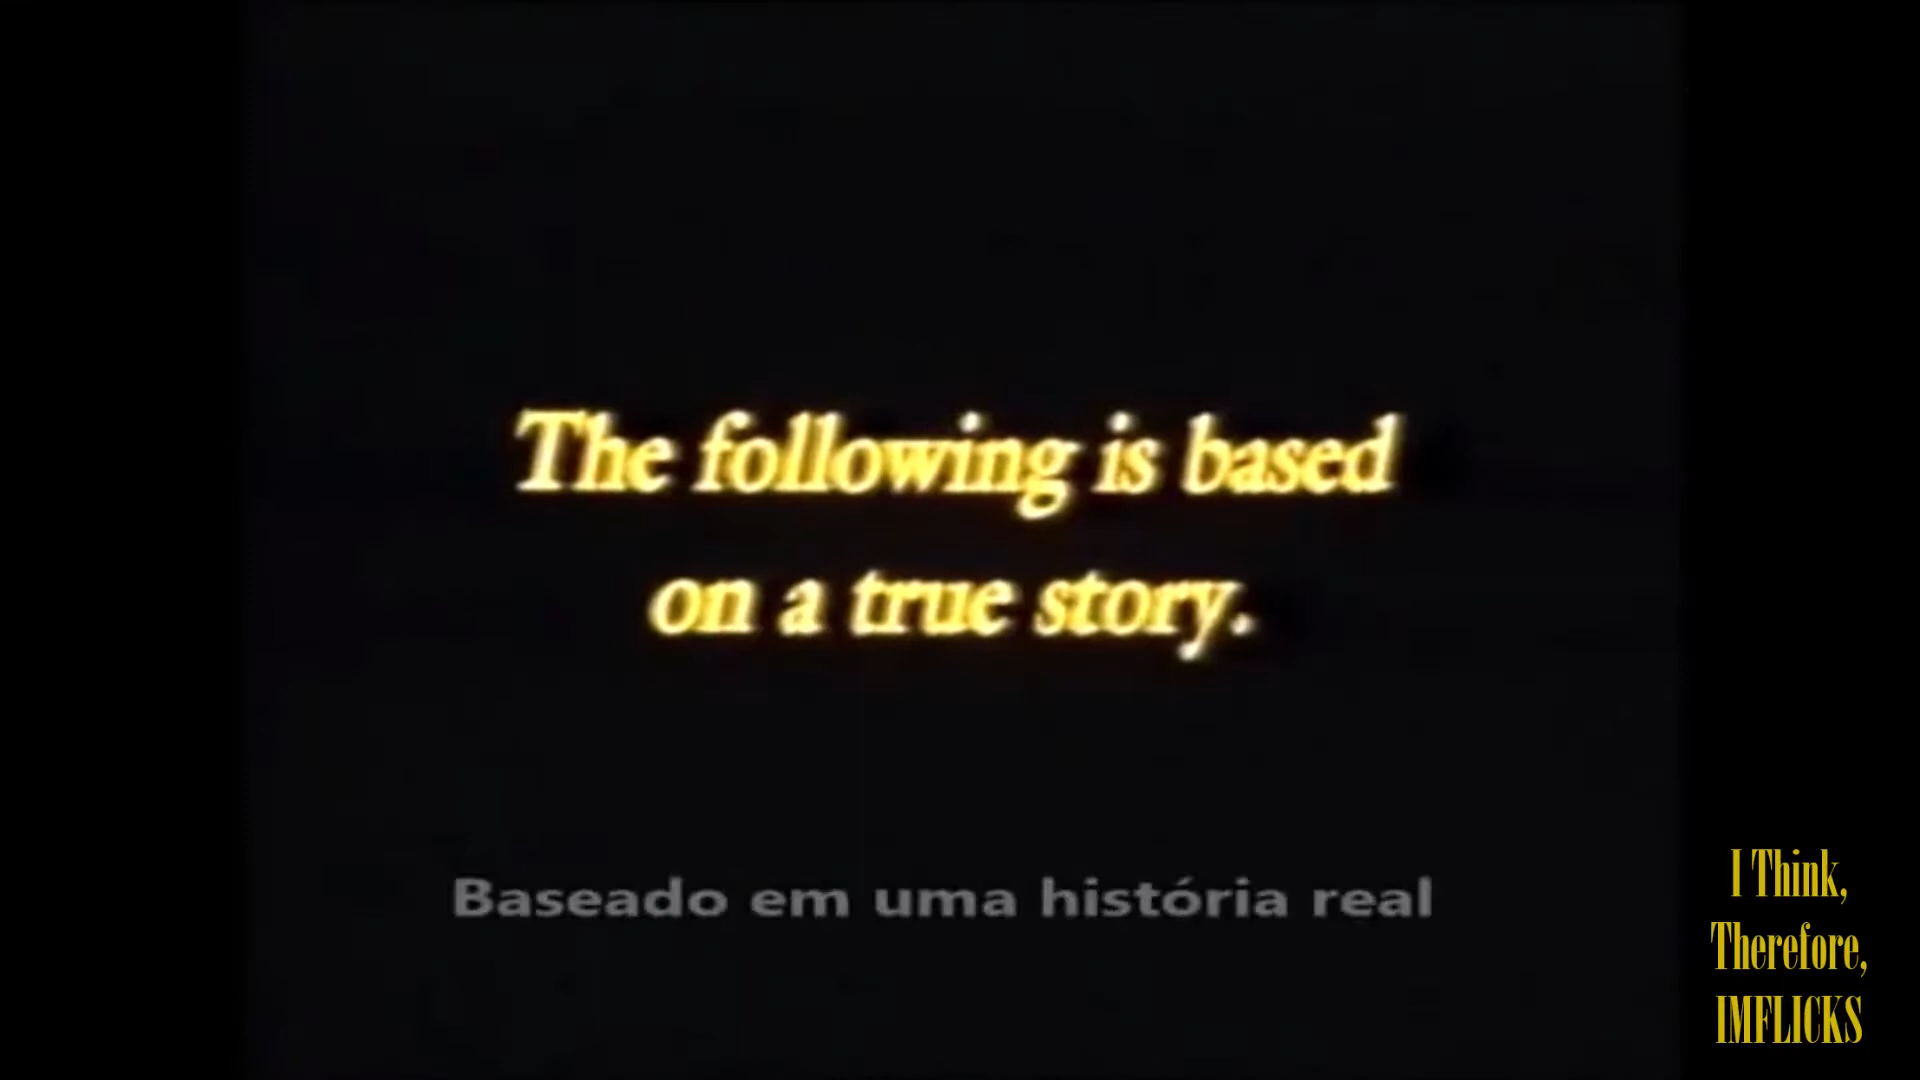 The following is based
on a true story.
Baseado em uma história real
I Think,
Therefore,
IMFLICKS